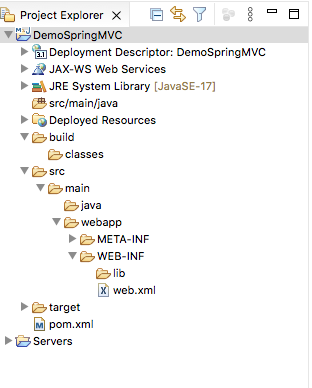 Project Explorer
DemoSpringMVC
Deployment Descriptor: DemoSpringMVC
JAX-WS Web Services
JRE System Library [JavaSE-17]
src/main/java
Deployed Resources
build
classes
src
main
java
webapp
META-INF
WEB-INF
lib
web.xml
target
pom.xml
Servers